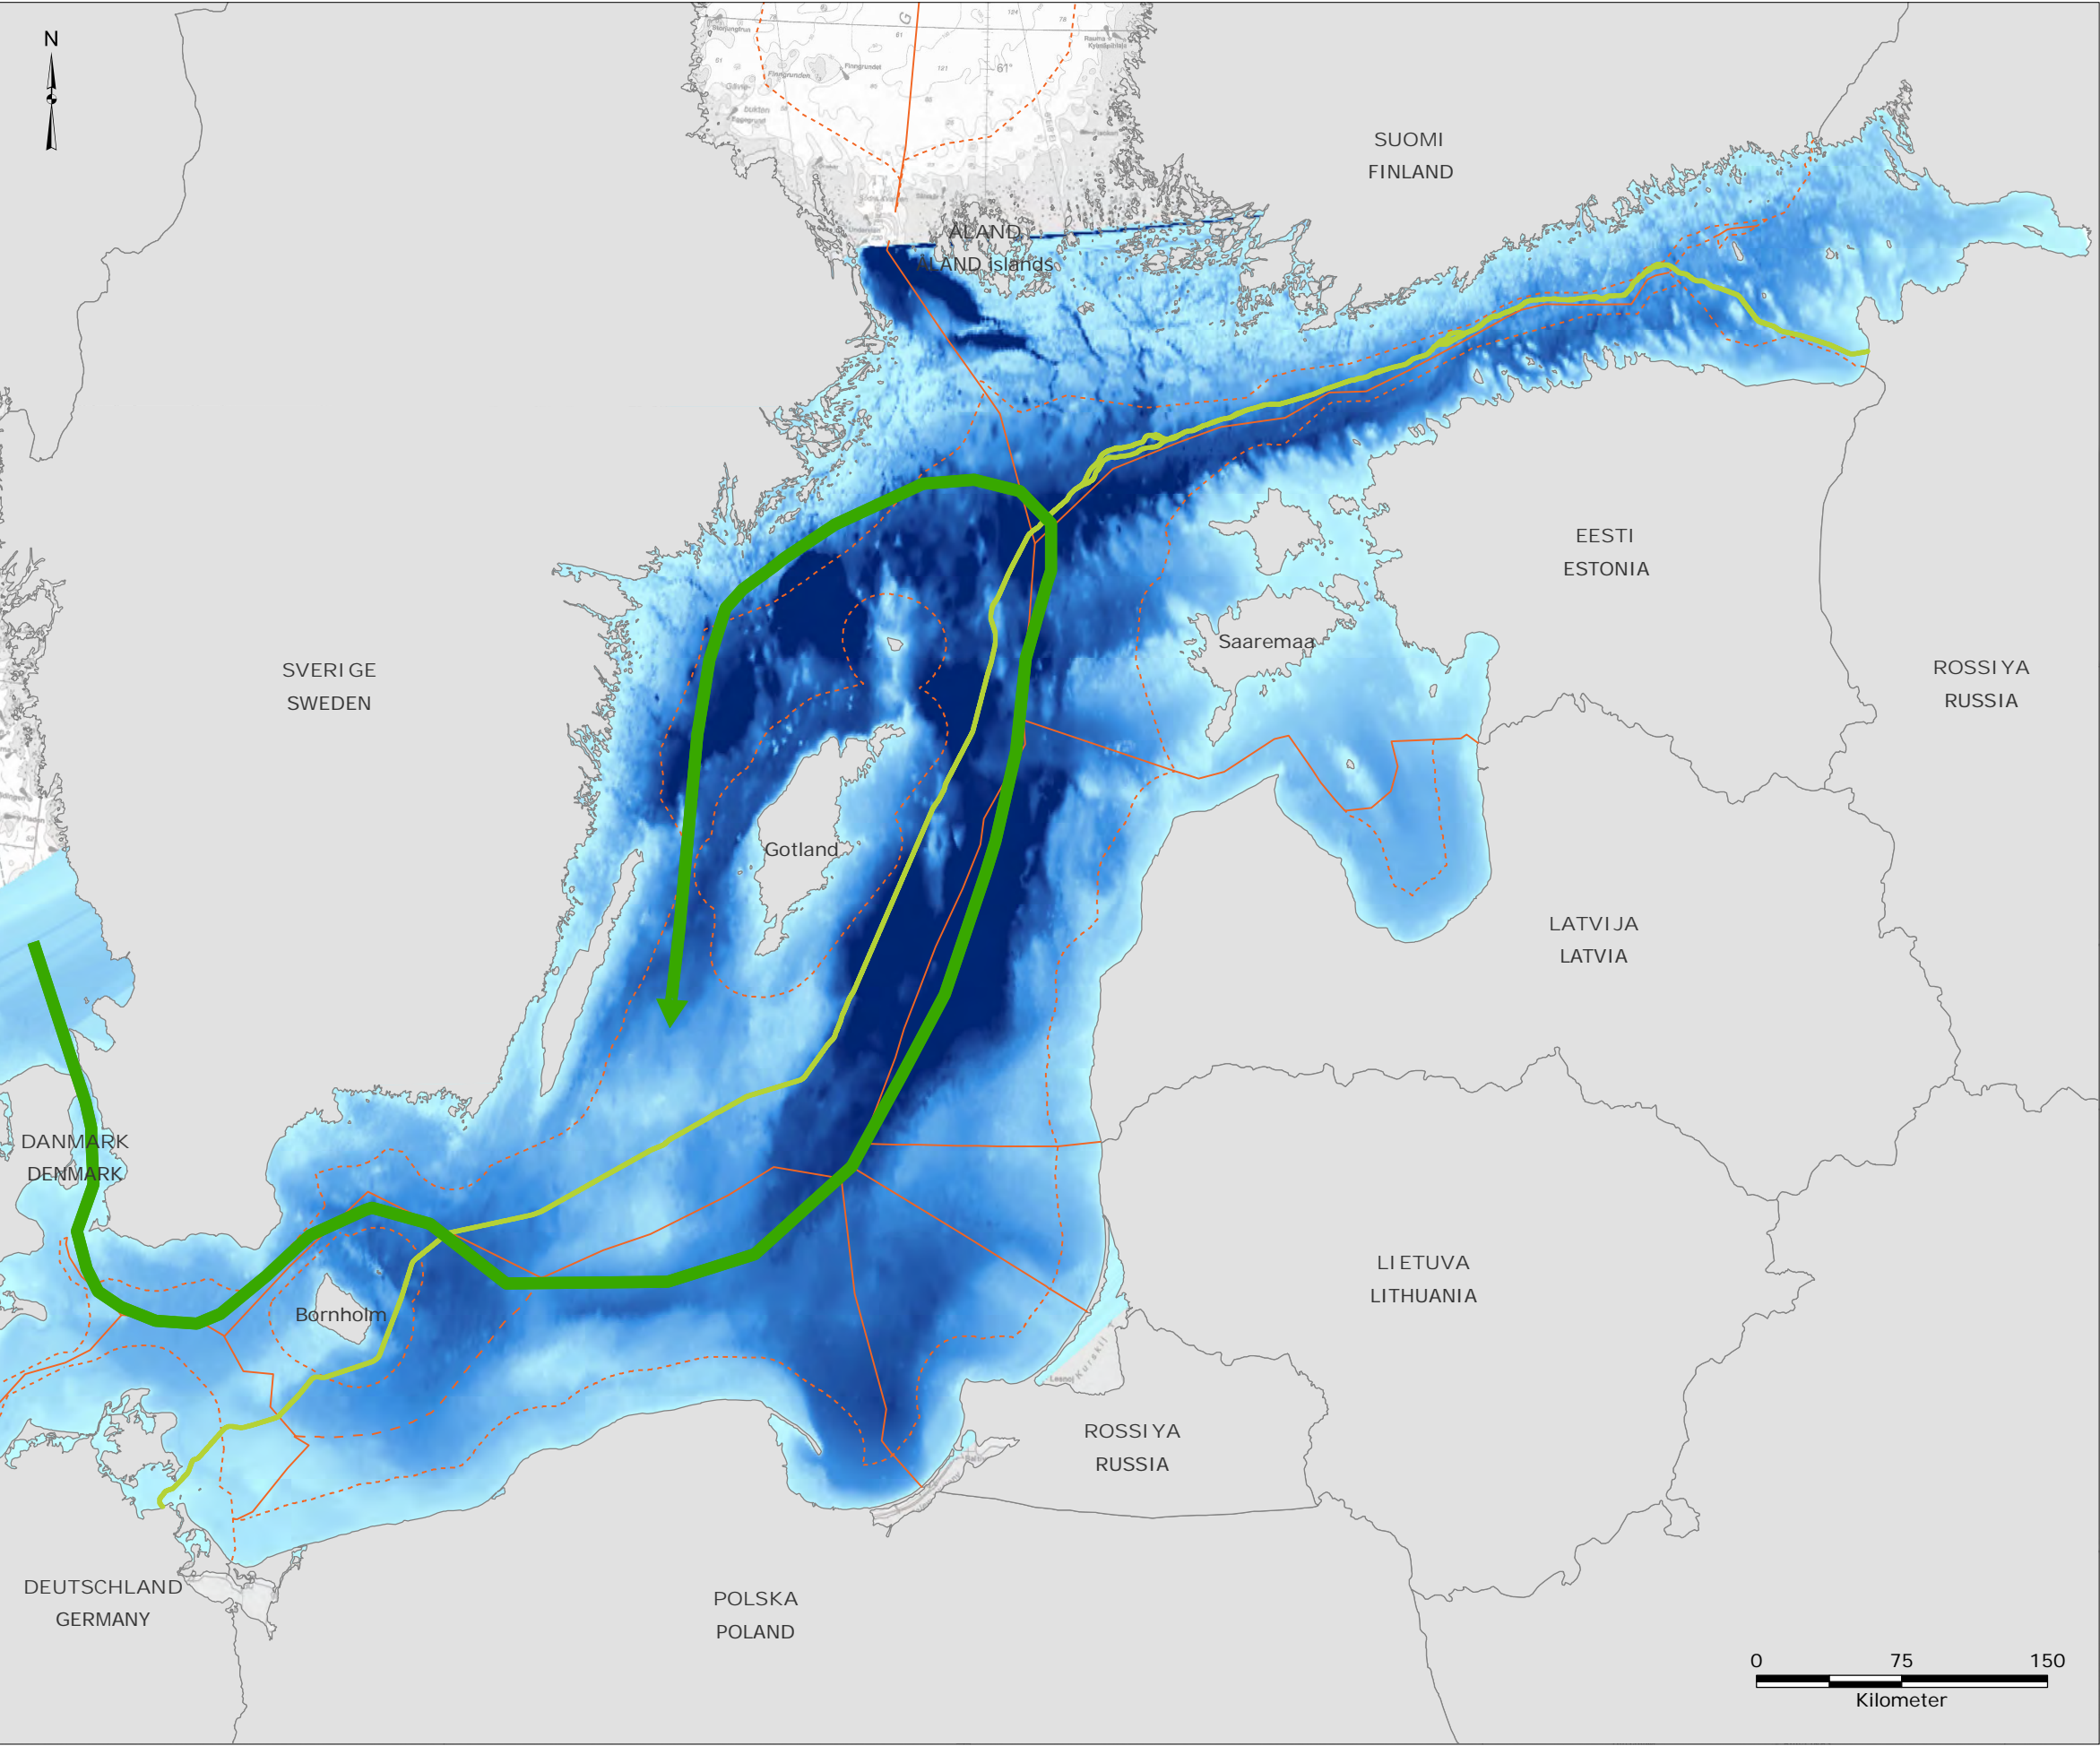 N
61°
SUOMI
FINLAND
ÅLAND
ÅLAND islands
EESTI
ESTONIA
Saaremaa
SVERIGE
SWEDEN
ROSSIYA
RUSSIA
Gotland
LATVIJA
LATVIA
DANMARK
DENMARK
LIETUVA
LITHUANIA
Bornholm
ROSSIYA
RUSSIA
DEUTSCHLAND
GERMANY
POLSKA
POLAND
0 75 150
Kilometer